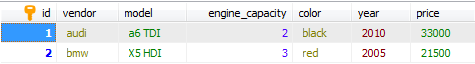 id vendor model engine_capacity color year price
1 audi a6 TDI 2 black 2010 33000
2 bmw X5 HDI 3 red 2005 21500